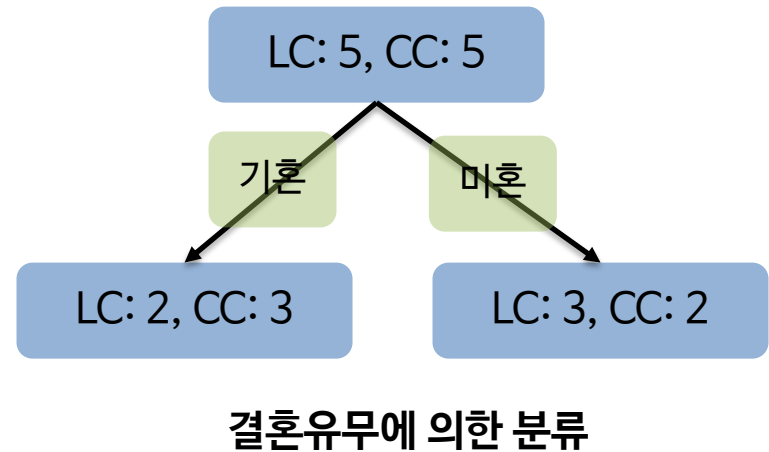 LC: 5, CC: 5
기혼
미혼
LC: 2, CC: 3
LC: 3, CC: 2
결혼유무에 의한 분류